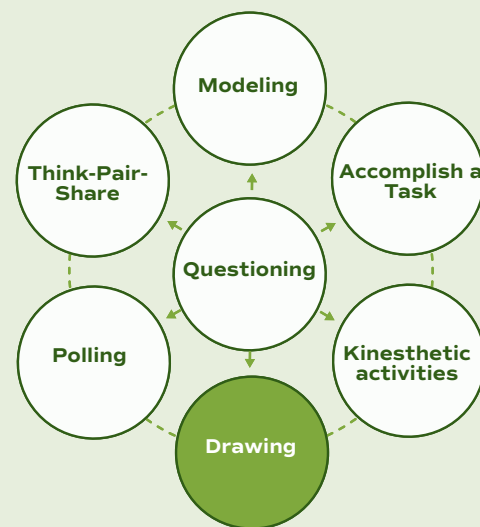 Modeling
Think-Pair-
Share
Accomplish a
Task
Questioning
Polling
Kinesthetic
activities
Drawing